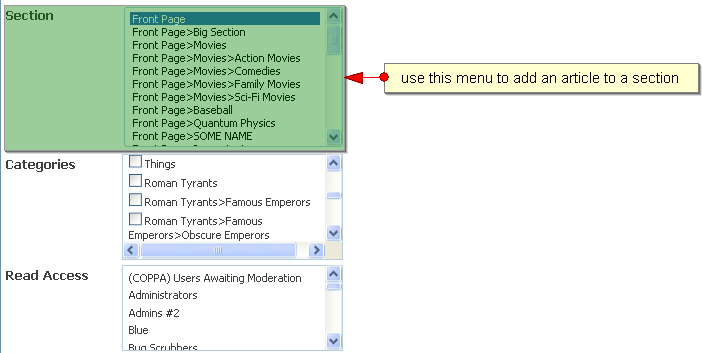 Section
Front Page
Front Page>Big Section
Front Page>Movies
Front Page>Movies>Action Movies
Front Page>Movies>Comedies
Front Page>Movies>Family Movies
Front Page>Movies>Sci-Fi Movies
Front Page>Baseball
Front Page>Quantum Physics
Front Page>SOME NAME
use this menu to add an article to a section
Categories
Things
Roman Tyrants
Roman Tyrants>Famous Emperors
Roman Tyrants>Famous
Emperors>Obscure Emperors
Read Access
(COPPA) Users Awaiting Moderation
Administrators
Admins #2
Blue
Bug Scrubbers